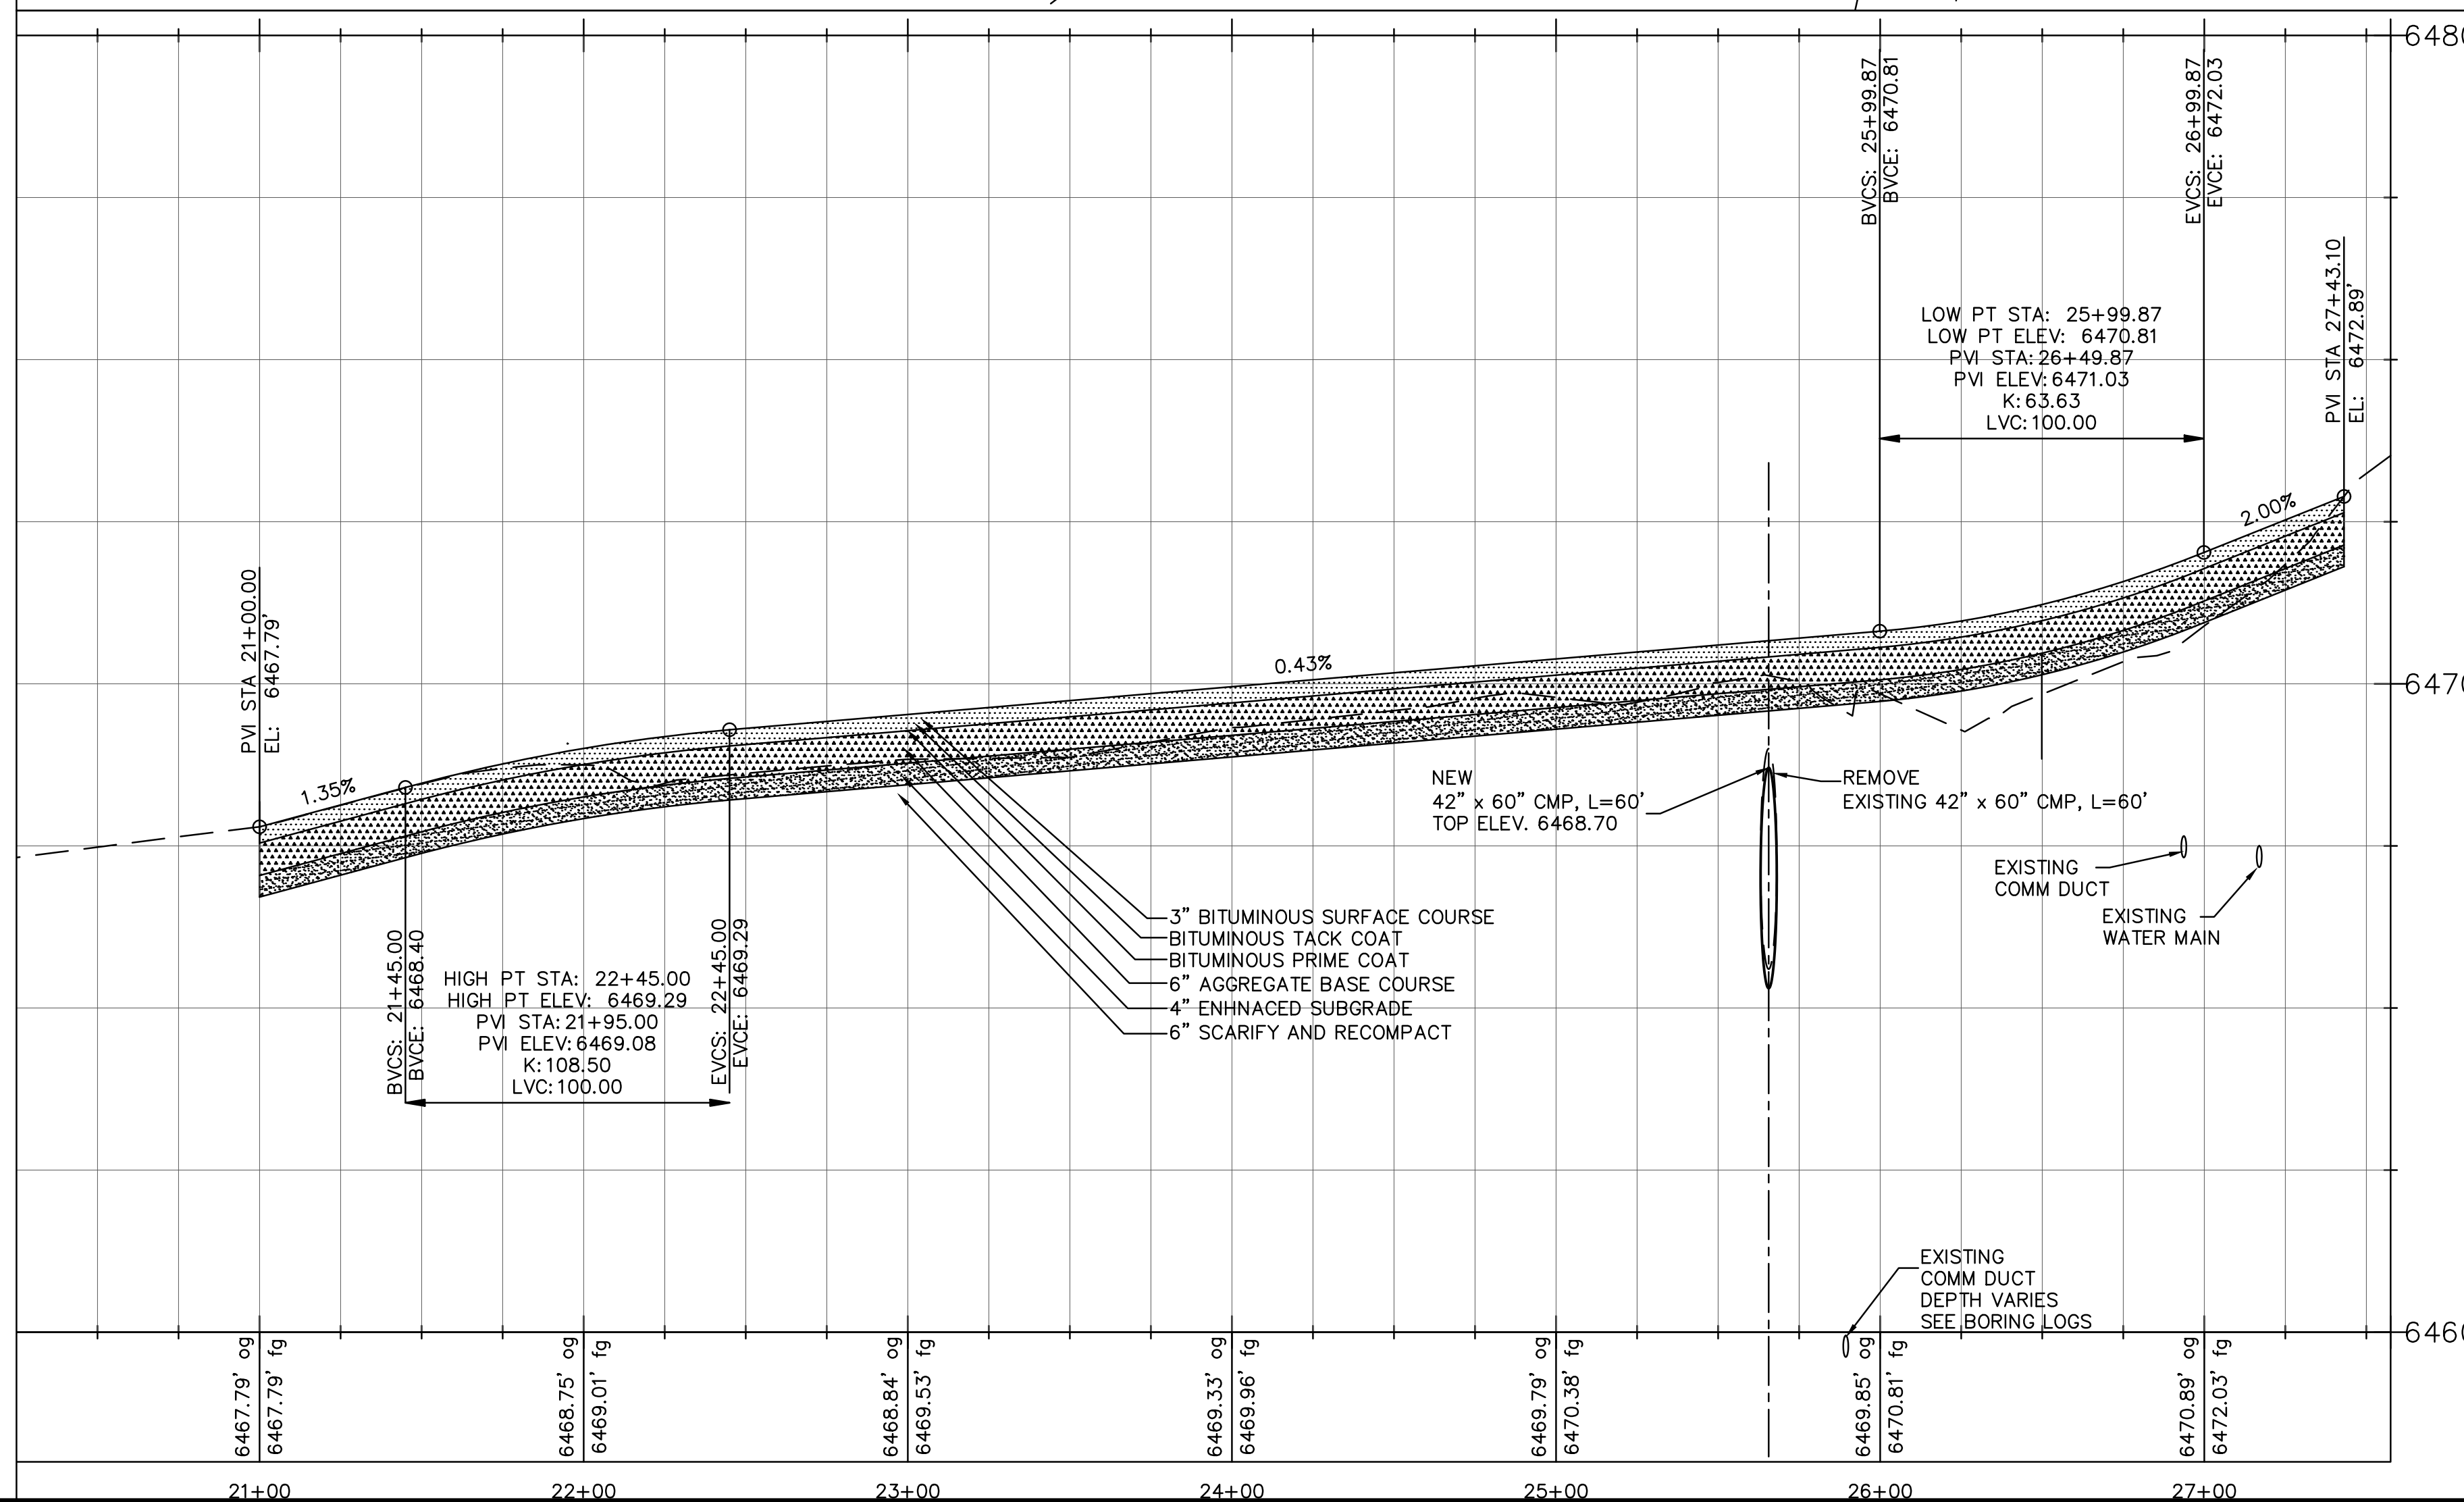 648
BVCS: 25+99.87
BVCE: 6470.81
EVCS: 26+99.87
EVCE: 6472.03
PVI STA 27+43.10
EL: 6472.89'
LOW PT STA: 25+99.87
LOW PT ELEV: 6470.81
PVI STA:26+49.87
PVI ELEV:6471.03
K:63.63
LVC:100.00
2.00%
PVI STA 21+00.00
EL: 6467.79'
1.35%
0.43%
647
NEW
42" x 60" CMP, L=60'
TOP ELEV. 6468.70
REMOVE
EXISTING 42" x 60" CMP, L=60'
EXISTING
COMM DUCT
EXISTING
WATER MAIN
3" BITUMINOUS SURFACE COURSE
BITUMINOUS TACK COAT
BITUMINOUS PRIME COAT
6" AGGREGATE BASE COURSE
4" ENHNACED SUBGRADE
6" SCARIFY AND RECOMPACT
BVCS: 21+45.00
BVCE: 6468.40
HIGH PT STA: 22+45.00
HIGH PT ELEV: 6469.29
PVI STA:21+95.00
PVI ELEV:6469.08
K:108.50
LVC:100.00
EVCS: 22+45.00
EVCE: 6469.29
EXISTING
COMM DUCT
DEPTH VARIES
SEE BORING LOGS
646
6467.79' og
6467.79' fg
6468.75' og
6469.01' fg
6468.84' og
6469.53' fg
6469.33' og
6469.96' fg
6469.79' og
6470.38' fg
6469.85' og
6470.81' fg
6470.89' og
6472.03' fg
21+00
22+00
23+00
24+00
25+00
26+00
27+00